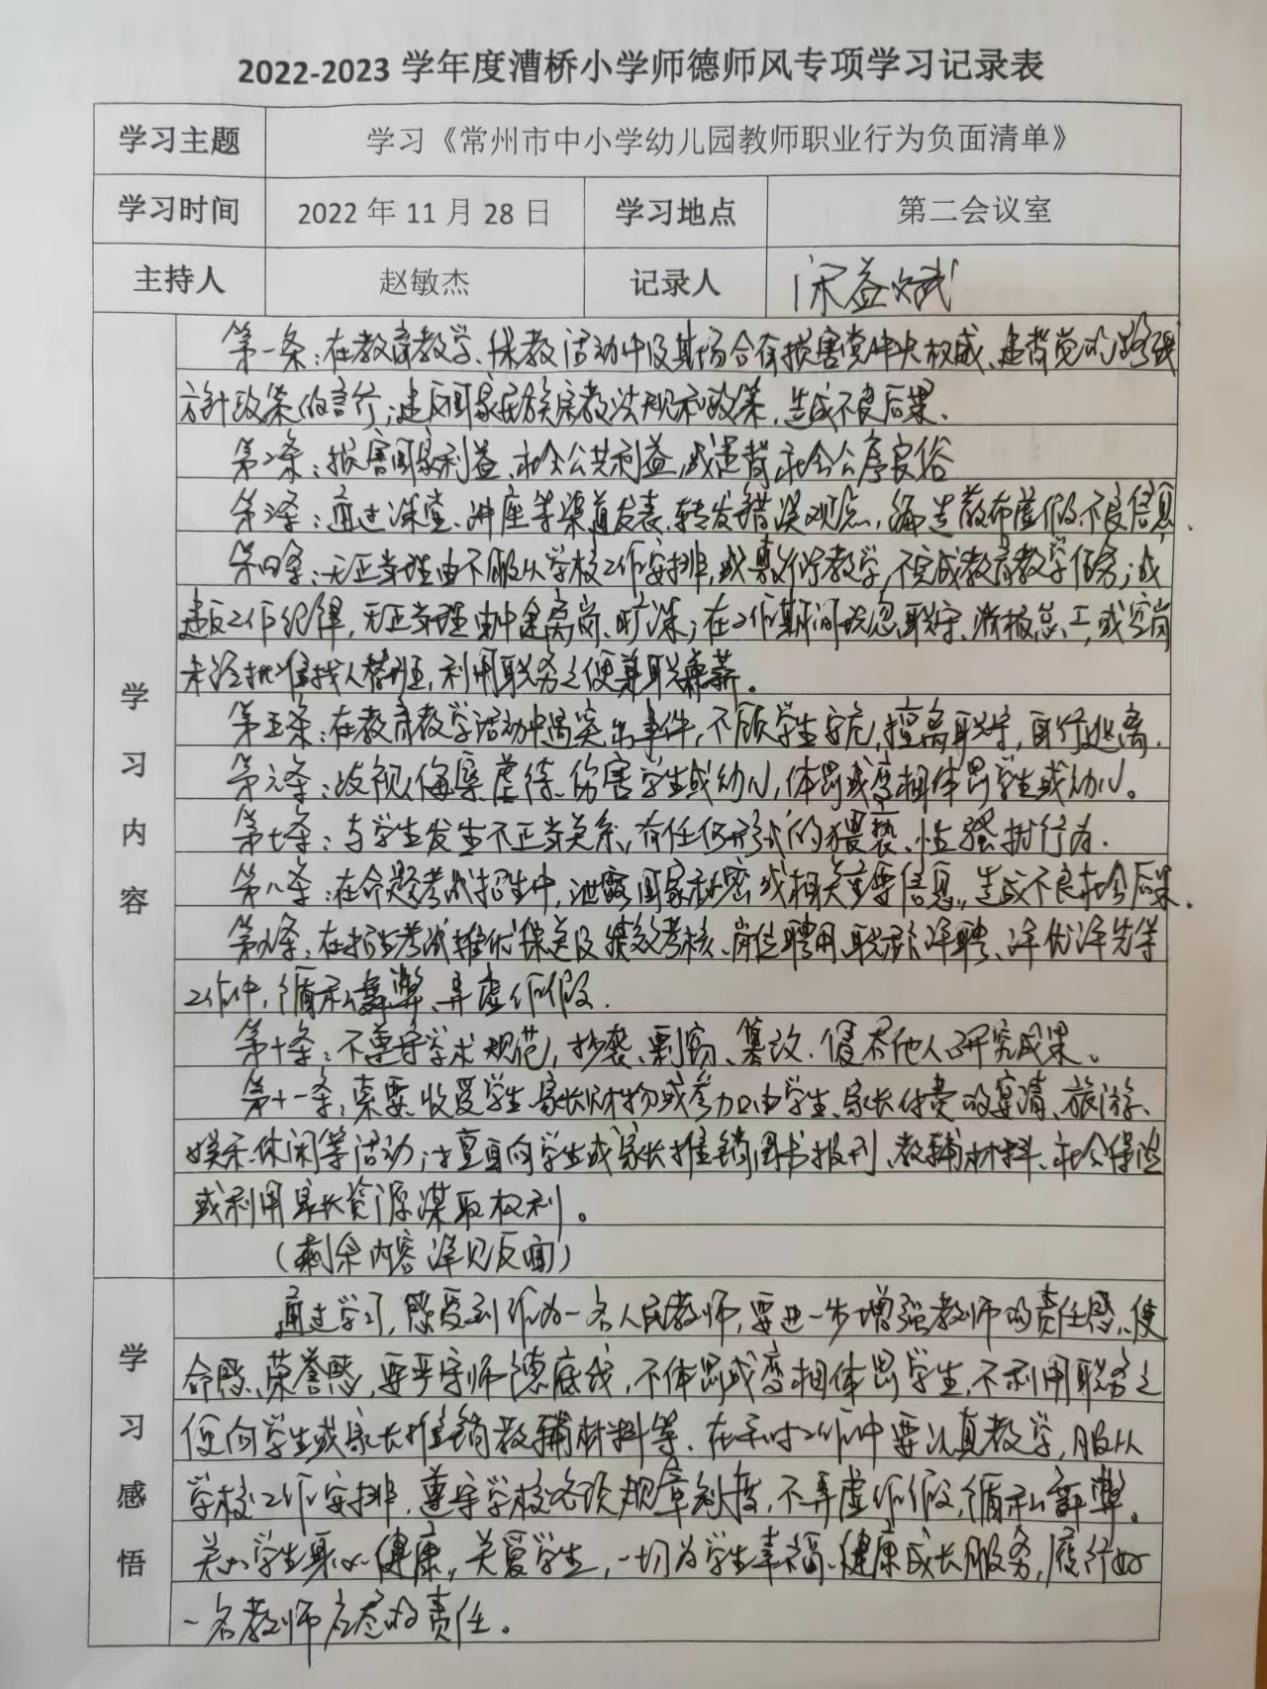 2022-2023 学年度漕桥小学师德师风专项学习记录表
学习主题 学习《常州市中小学幼儿园教师职业行为负面清单》
学习时间 2022 年 11 月 28 日 学习地点 第二会议室
主持人 赵敏杰 记录人 益斌
学习内容
第一条：在教育教学、保教活动中及其场合有损害党中央权威、违背党的路线
方针政策的言行；违反国家民族宗教法规和政策，造成不良后果.
第二条：损害国家利益、社会公共利益，或违背社会公序良俗
第三条：通过课堂、讲座等渠道发表、转发错误观点，编造散布虚假、不良信息.
第四条：无正当理由不服从学校工作安排，或敷衍教学，不完成教育教学任务；或
违反工作纪律，无正当理由中途离岗、旷课；在工作期间玩忽职守、消极怠工，或空岗
未经批准找人替班，利用职务之便兼职兼薪。
第五条：在教育教学活动中遇突出事件，不顾学生安危，擅离职守，自行逃离.
第六条：歧视、侮辱、虐待、伤害学生或幼儿，体罚或变相体罚学生或幼儿。
第七条：与学生发生不正当关系，有任何形式的猥亵、性骚扰行为.
第八条：在命题考试招生中，泄露国家秘密或相关重要信息，造成不良社会后果.
第九条：在招生考试推优保送及绩效考核、岗位聘用、职称评聘、评优评先等
工作中，循私舞弊、弄虚作假.
第十条：不遵守学术规范，抄袭、剽窃、篡改、侵吞他人研究成果。
第十一条：索要、收受学生、家长财物或参加由学生、家长付费的宴请、旅游、
娱乐休闲等活动；擅自向学生或家长推销图书报刊、教辅材料、社会保险
或利用家长资源谋取权利。
（剩余内容详见反面）
学习感悟
通过学习，感受到作为一名人民教师，要进一步增强教师的责任感、使
命感、荣誉感，要严守师德底线，不体罚或变相体罚学生，不利用职务之
便向学生或家长推销教辅材料等、在平时工作中要认真教学，服从
学校工作安排，遵守学校各项规章制度，不弄虚作假，循私舞弊。
关心学生身心健康，关爱学生，一切为学生幸福、健康成长服务，履行好
一名教师应尽的责任。